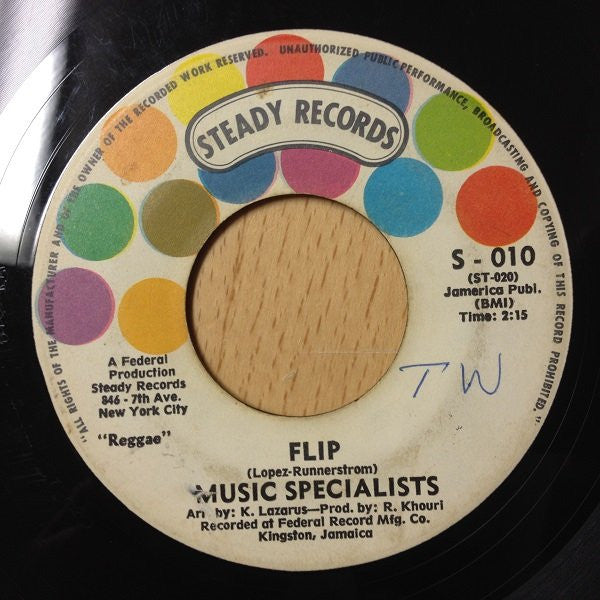 "ALL RIGHTS OF THE MANUFACTURER AND OF THE OWNER OF THE RECORDED WORK RESERVED. UNAUTHORIZED PUBLIC PERFORMANCE, BROADCASTING AND COPYING OF THIS RECORD PROHIBITED."
STEADY RECORDS
S - 010
(ST-020)
Jamerica Publ.
(BMI)
Time: 2:15
A Federal
Production
Steady Records
846 - 7th Ave.
New York City
"Reggae"
TW
FLIP
(Lopez-Runnerstrom)
MUSIC SPECIALISTS
Arr. by: K. Lazarus—Prod. by: R. Khouri
Recorded at Federal Record Mfg. Co.
Kingston, Jamaica